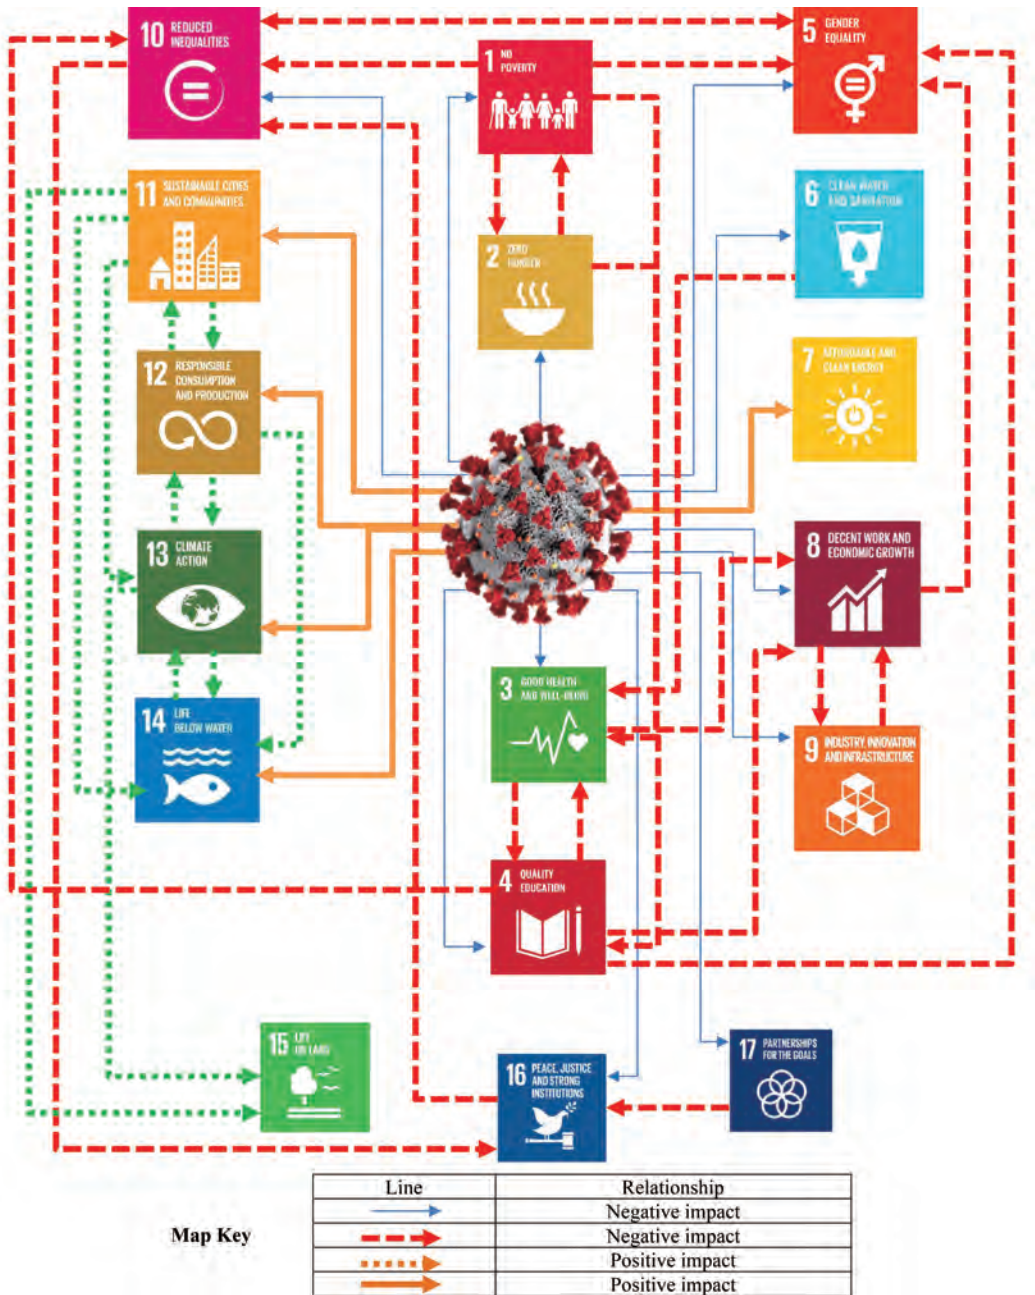 10 REDUCED
INEQUALITIES
1 NO
POVERTY
5 GENDER
EQUALITY
11 SUSTAINABLE CITIES
AND COMMUNITIES
2 ZERO
HUNGER
6 CLEAN WATER
AND SANITATION
12 RESPONSIBLE
CONSUMPTION
AND PRODUCTION
7 AFFORDABLE AND
CLEAN ENERGY
13 CLIMATE
ACTION
8 DECENT WORK AND
ECONOMIC GROWTH
14 LIFE
BELOW WATER
3 GOOD HEALTH
AND WELL-BEING
9 INDUSTRY, INNOVATION
AND INFRASTRUCTURE
4 QUALITY
EDUCATION
15 LIFE
ON LAND
16 PEACE, JUSTICE
AND STRONG
INSTITUTIONS
17 PARTNERSHIPS
FOR THE GOALS
Map Key
Line Relationship
Negative impact
Negative impact
Positive impact
Positive impact